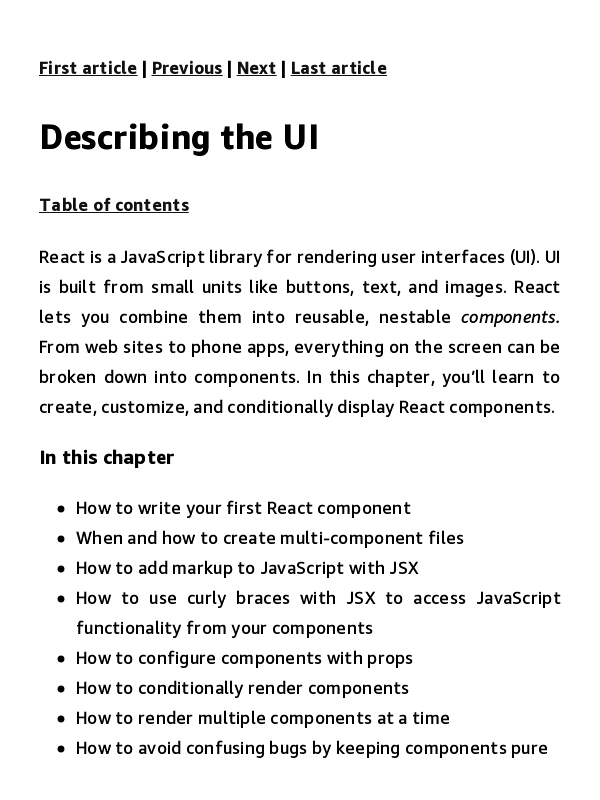 First article | Previous | Next | Last article
Describing the UI
Table of contents
React is a JavaScript library for rendering user interfaces (UI). UI
is built from small units like buttons, text, and images. React
lets you combine them into reusable, nestable components.
From web sites to phone apps, everything on the screen can be
broken down into components. In this chapter, you’ll learn to
create, customize, and conditionally display React components.
In this chapter
• How to write your first React component
• When and how to create multi-component files
• How to add markup to JavaScript with JSX
• How to use curly braces with JSX to access JavaScript
functionality from your components
• How to configure components with props
• How to conditionally render components
• How to render multiple components at a time
• How to avoid confusing bugs by keeping components pure